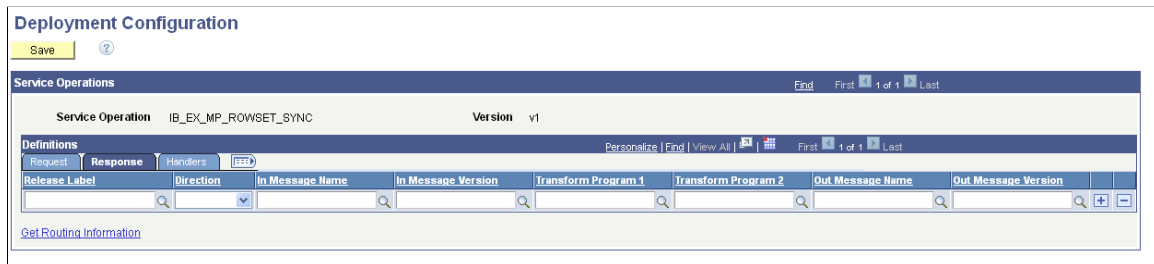 Deployment Configuration
Save ?
Service Operations Find First 1 of 1 Last
Service Operation IB_EX_MP_ROWSET_SYNC Version v1
Definitions Personalize | Find | View All | | First 1 of 1 Last
Request Response Handlers
Release Label Direction In Message Name In Message Version Transform Program 1 Transform Program 2 Out Message Name Out Message Version
Get Routing Information